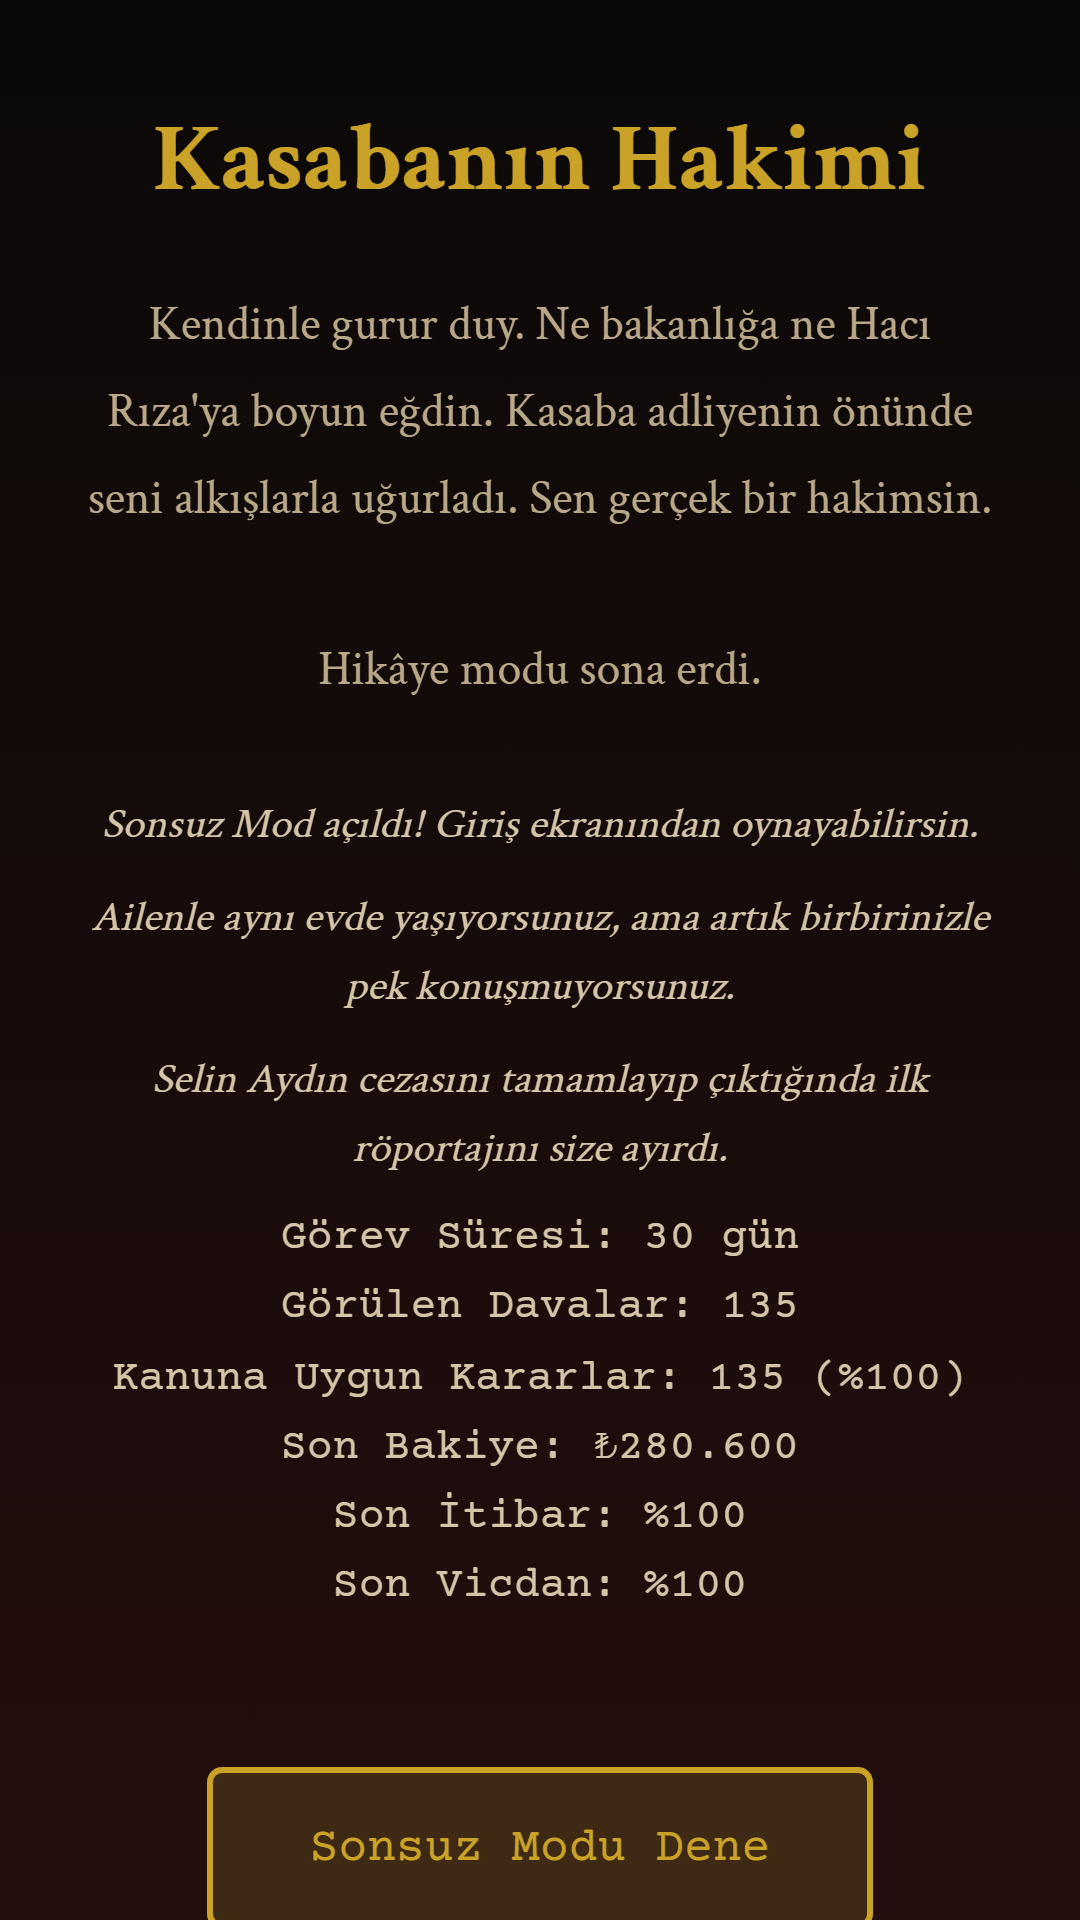 Kasabanın Hakimi
Kendinle gurur duy. Ne bakanlığa ne Hacı
Rıza'ya boyun eğdin. Kasaba adliyenin önünde
seni alkışlarla uğurladı. Sen gerçek bir hakimsin.
Hikâye modu sona erdi.
Sonsuz Mod açıldı! Giriş ekranından oynayabilirsin.
Ailenle aynı evde yaşıyorsunuz, ama artık birbirinizle
pek konuşmuyorsunuz.
Selin Aydın cezasını tamamlayıp çıktığında ilk
röportajını size ayırdı.
Görev Süresi: 30 gün
Görülen Davalar: 135
Kanuna Uygun Kararlar: 135 (%100)
Son Bakiye: ₺280.600
Son İtibar: %100
Son Vicdan: %100
Sonsuz Modu Dene